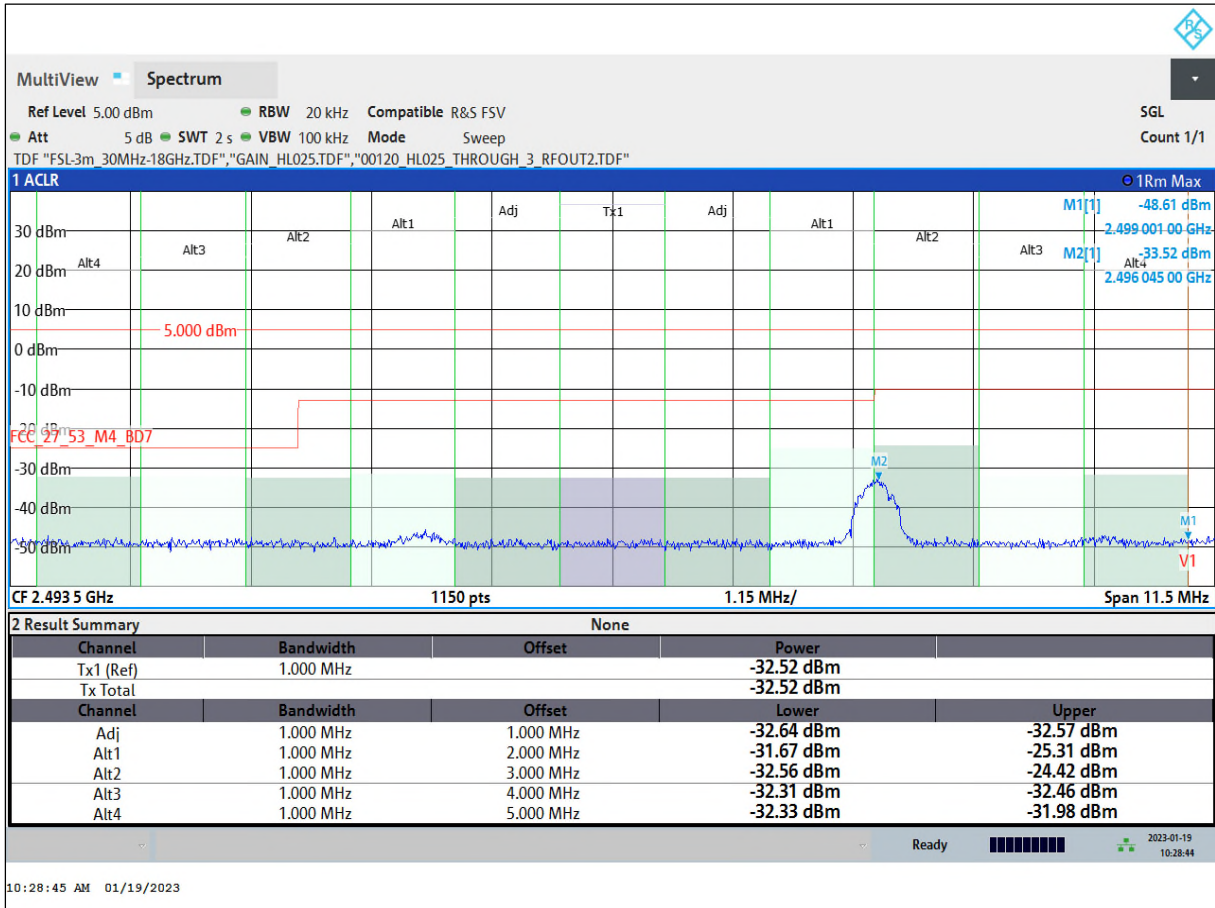 R&S
MultiView Spectrum
Ref Level 5.00 dBm RBW 20 kHz Compatible R&S FSV SGL
Att 5 dB SWT 2 s VBW 100 kHz Mode Sweep Count 1/1
TDF "FSL-3m_30MHz-18GHz.TDF","GAIN_HL025.TDF","00120_HL025_THROUGH_3_RFOUT2.TDF"
1 ACLR 1Rm Max
M1[1] -48.61 dBm
2.499 001 00 GHz
M2[1] -33.52 dBm
2.496 045 00 GHz
Alt4 Alt3 Alt2 Alt1 Adj Tx1 Adj Alt1 Alt2 Alt3 Alt4
30 dBm
20 dBm
10 dBm
5.000 dBm
0 dBm
-10 dBm
-20 dBm
FCC_27_53_M4_BD7
-30 dBm
M2
-40 dBm
M1
-50 dBm
V1
CF 2.493 5 GHz 1150 pts 1.15 MHz/ Span 11.5 MHz
2 Result Summary None
Channel Bandwidth Offset Power
Tx1 (Ref) 1.000 MHz -32.52 dBm
Tx Total -32.52 dBm
Channel Bandwidth Offset Lower Upper
Adj 1.000 MHz 1.000 MHz -32.64 dBm -32.57 dBm
Alt1 1.000 MHz 2.000 MHz -31.67 dBm -25.31 dBm
Alt2 1.000 MHz 3.000 MHz -32.56 dBm -24.42 dBm
Alt3 1.000 MHz 4.000 MHz -32.31 dBm -32.46 dBm
Alt4 1.000 MHz 5.000 MHz -32.33 dBm -31.98 dBm
Ready 2023-01-19
10:28:44
10:28:45 AM 01/19/2023